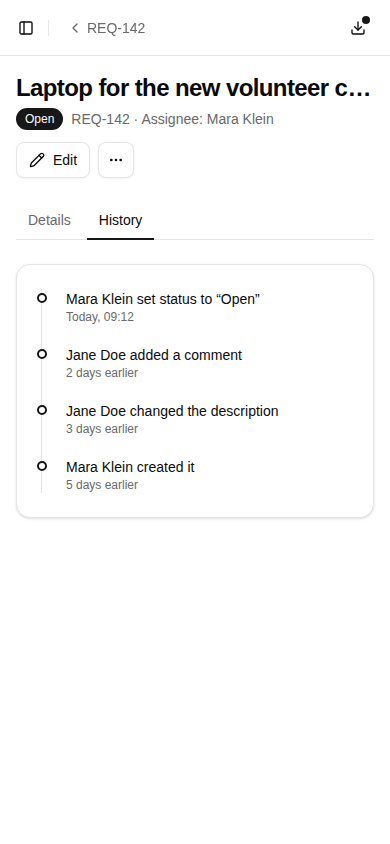 REQ-142
Laptop for the new volunteer c…
Open REQ-142 · Assignee: Mara Klein
Edit
Details History
Mara Klein set status to “Open”
Today, 09:12
Jane Doe added a comment
2 days earlier
Jane Doe changed the description
3 days earlier
Mara Klein created it
5 days earlier